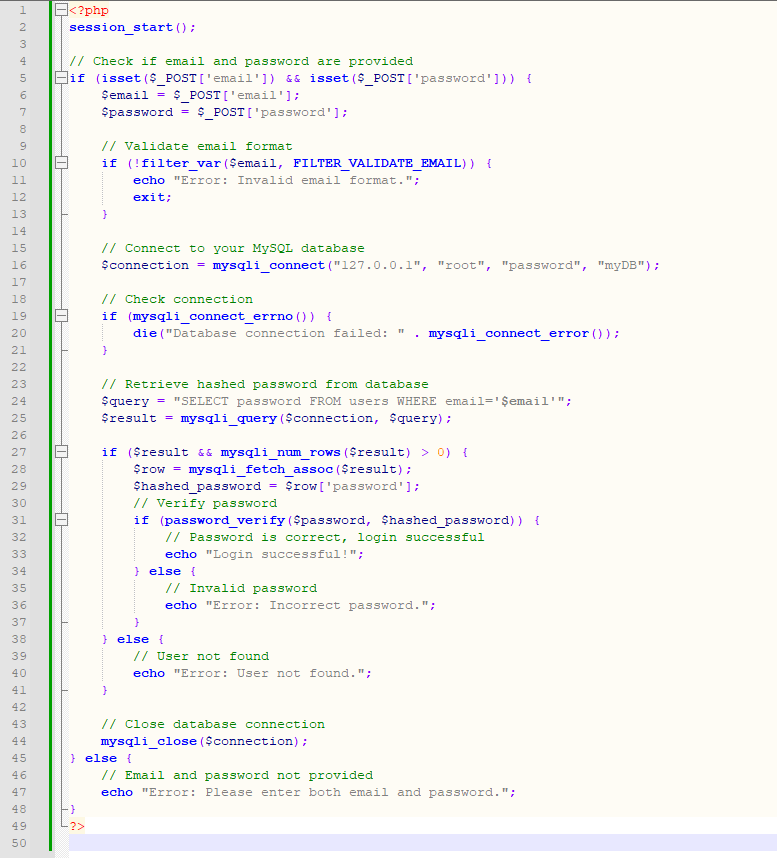 1 <?php
2 session_start();
3
4 // Check if email and password are provided
5 if (isset($_POST['email']) && isset($_POST['password'])) {
6     $email = $_POST['email'];
7     $password = $_POST['password'];
8
9     // Validate email format
10     if (!filter_var($email, FILTER_VALIDATE_EMAIL)) {
11         echo "Error: Invalid email format.";
12         exit;
13     }
14
15     // Connect to your MySQL database
16     $connection = mysqli_connect("127.0.0.1", "root", "password", "myDB");
17
18     // Check connection
19     if (mysqli_connect_errno()) {
20         die("Database connection failed: " . mysqli_connect_error());
21     }
22
23     // Retrieve hashed password from database
24     $query = "SELECT password FROM users WHERE email='$email'";
25     $result = mysqli_query($connection, $query);
26
27     if ($result && mysqli_num_rows($result) > 0) {
28         $row = mysqli_fetch_assoc($result);
29         $hashed_password = $row['password'];
30         // Verify password
31         if (password_verify($password, $hashed_password)) {
32             // Password is correct, login successful
33             echo "Login successful!";
34         } else {
35             // Invalid password
36             echo "Error: Incorrect password.";
37         }
38     } else {
39         // User not found
40         echo "Error: User not found.";
41     }
42
43     // Close database connection
44     mysqli_close($connection);
45 } else {
46     // Email and password not provided
47     echo "Error: Please enter both email and password.";
48 }
49 ?>
50